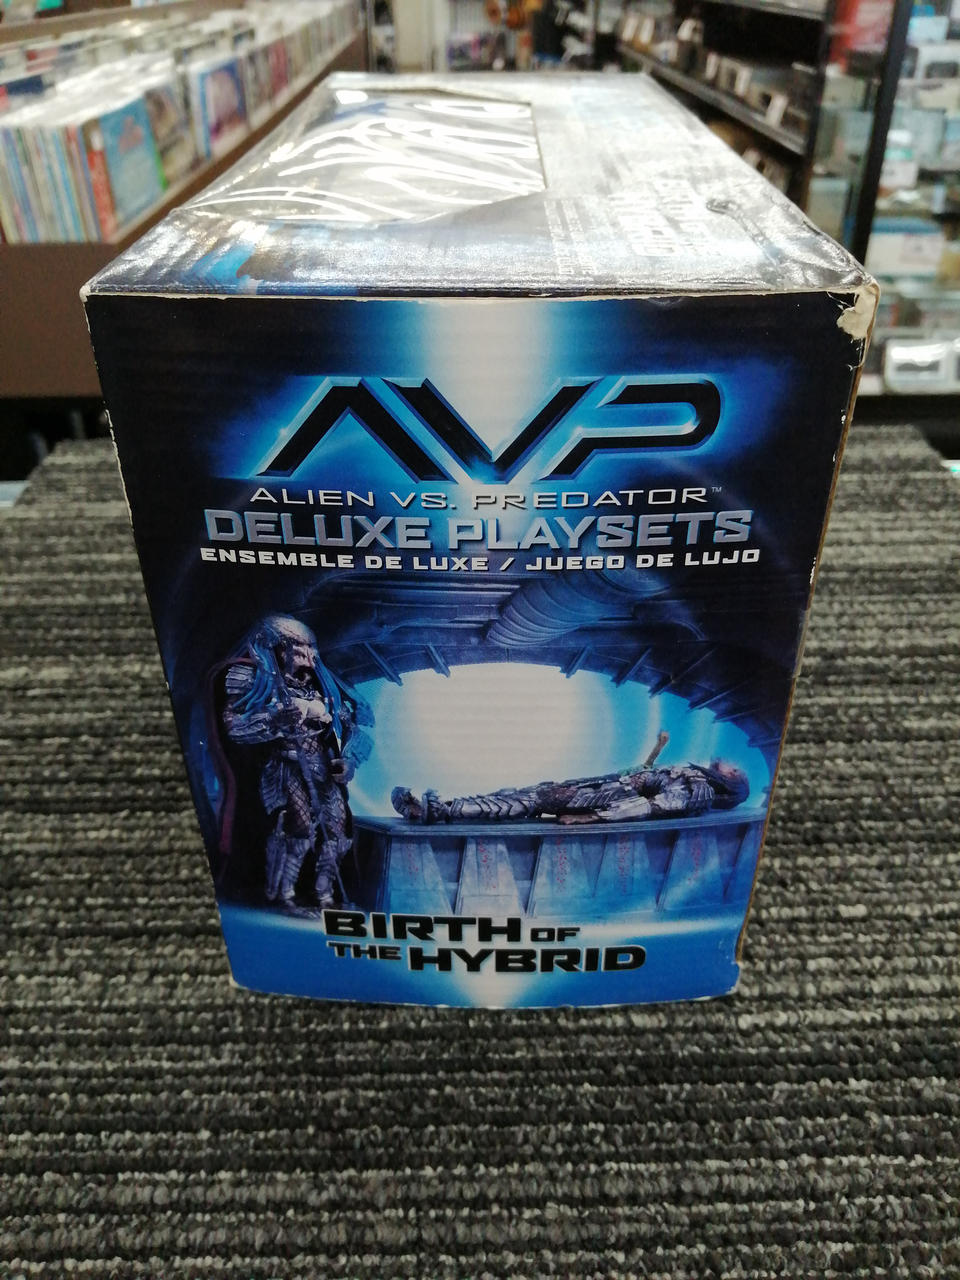 AVP
ALIEN VS. PREDATOR™
DELUXE PLAYSETS
ENSEMBLE DE LUXE / JUEGO DE LUJO
BIRTH OF
THE HYBRID